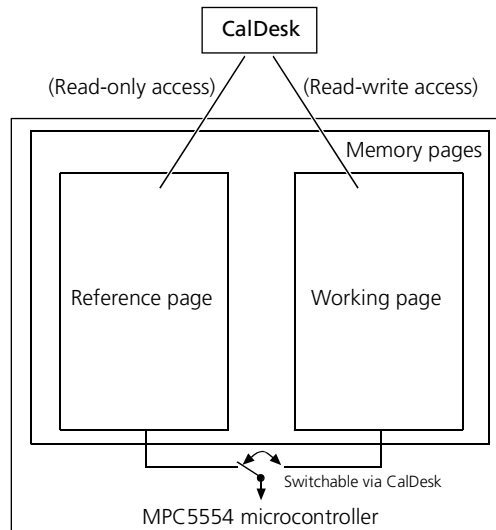 CalDesk
(Read-only access)
(Read-write access)
Memory pages
Reference page
Working page
Switchable via CalDesk
MPC5554 microcontroller